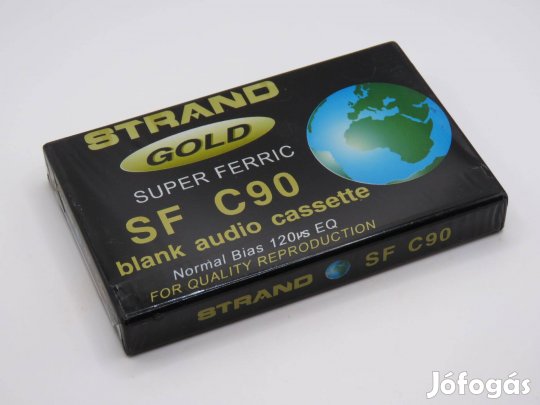 STRAND
GOLD
SUPER FERRIC
SF C90
blank audio cassette
Normal Bias 120µs EQ
FOR QUALITY REPRODUCTION
STRAND SF C90
Jófogás